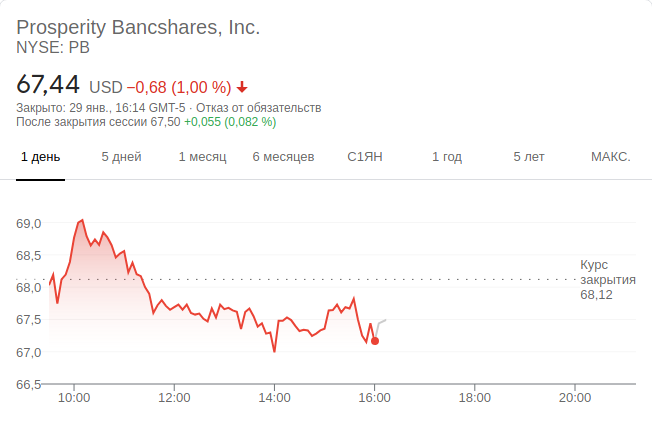 Prosperity Bancshares, Inc.
NYSE: PB
67,44 USD −0,68 (1,00 %)
Закрыто: 29 янв., 16:14 GMT-5 · Отказ от обязательств
После закрытия сессии 67,50 +0,055 (0,082 %)
1 день 5 дней 1 месяц 6 месяцев С1ЯН 1 год 5 лет МАКС.
69,0
68,5
68,0
67,5
67,0
66,5
Курс
закрытия
68,12
10:00 12:00 14:00 16:00 18:00 20:00